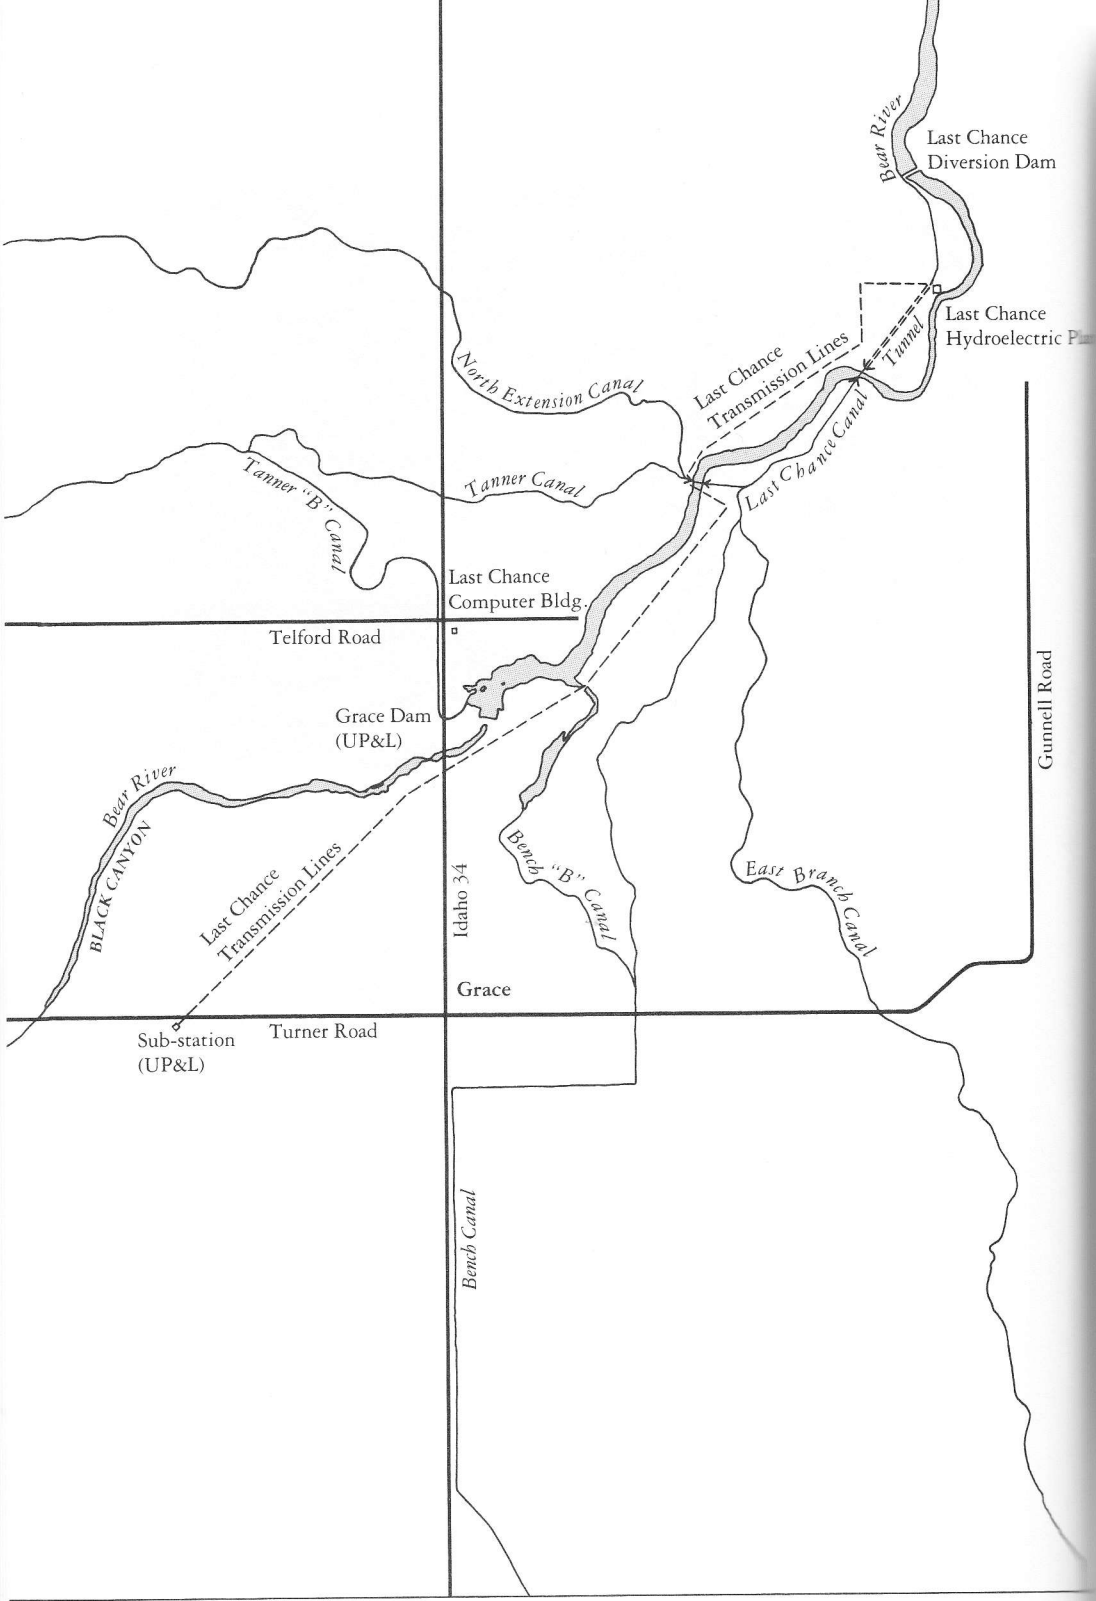 Bear River
Last Chance
Diversion Dam
Last Chance
Hydroelectric
Tunnel
Last Chance
Transmission Lines
North Extension Canal
Last Chance Canal
Tanner "B" Canal
Tanner Canal
Last Chance
Computer Bldg.
Telford Road
Gunnell Road
Grace Dam
(UP&L)
Bear River
BLACK CANYON
Last Chance
Transmission Lines
Idaho 34
Bench "B" Canal
East Branch Canal
Grace
Sub-station
(UP&L)
Turner Road
Bench Canal